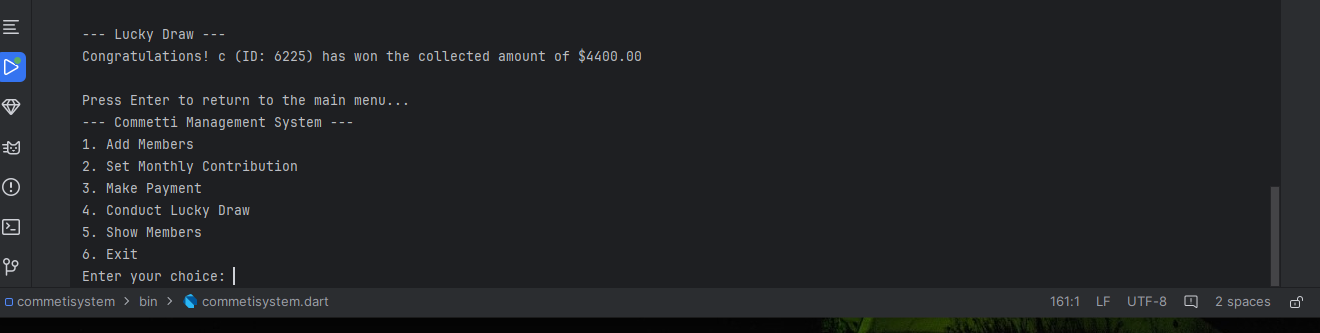 --- Lucky Draw ---
Congratulations! c (ID: 6225) has won the collected amount of $4400.00
Press Enter to return to the main menu...
--- Commetti Management System ---
1. Add Members
2. Set Monthly Contribution
3. Make Payment
4. Conduct Lucky Draw
5. Show Members
6. Exit
Enter your choice:
commetisystem > bin > commetisystem.dart 161:1 LF UTF-8 2 spaces